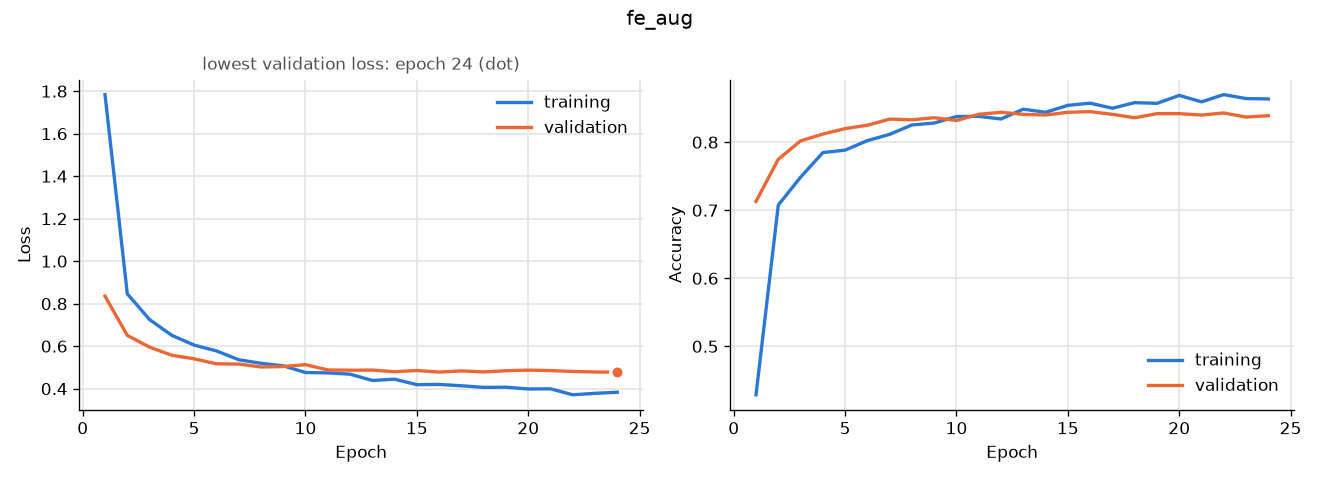 fe_aug
lowest validation loss: epoch 24 (dot)
Loss
1.8
1.6
1.4
1.2
1.0
0.8
0.6
0.4
training
validation
0
5
10
15
20
25
Epoch
Accuracy
0.8
0.7
0.6
0.5
training
validation
0
5
10
15
20
25
Epoch